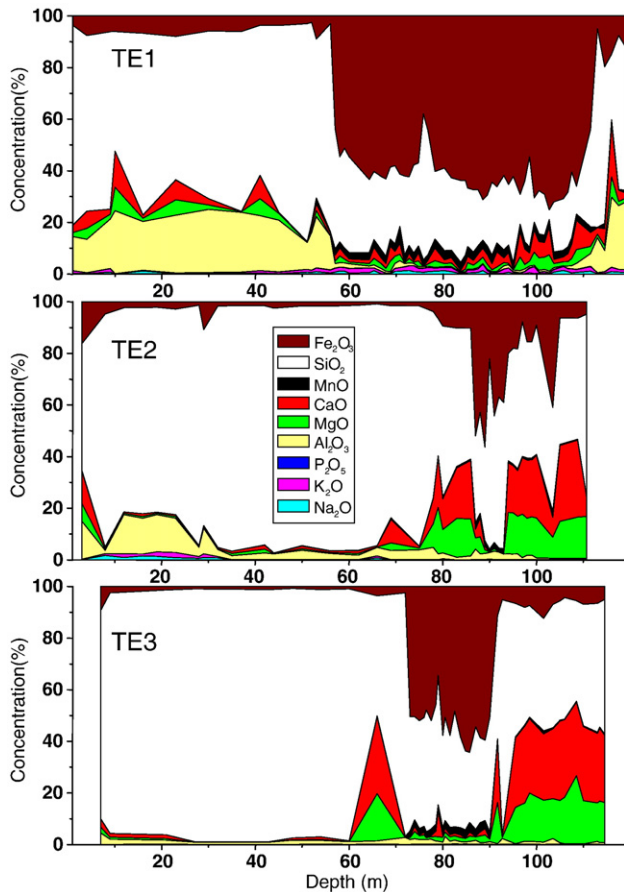 Concentration(%)
100
80
60
40
20
0
TE1
20 40 60 80 100
Concentration(%)
100
80
60
40
20
0
TE2
Fe₂O₃
SiO₂
MnO
CaO
MgO
Al₂O₃
P₂O₅
K₂O
Na₂O
20 40 60 80 100
Concentration(%)
100
80
60
40
20
0
TE3
20 40 60 80 100
Depth (m)